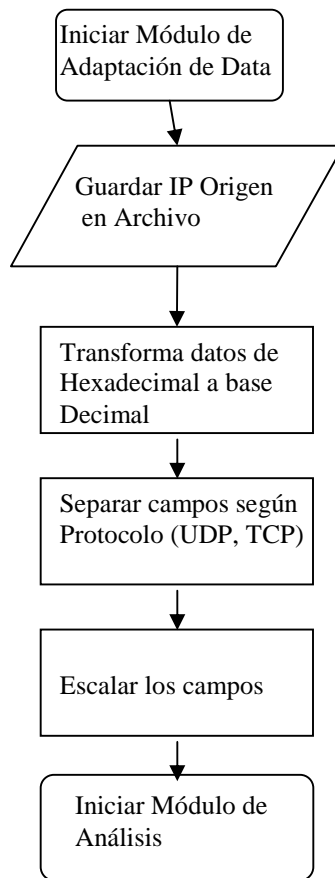 Iniciar Módulo de
Adaptación de Data
Guardar IP Origen
en Archivo
Transforma datos de
Hexadecimal a base
Decimal
Separar campos según
Protocolo (UDP, TCP)
Escalar los campos
Iniciar Módulo de
Análisis